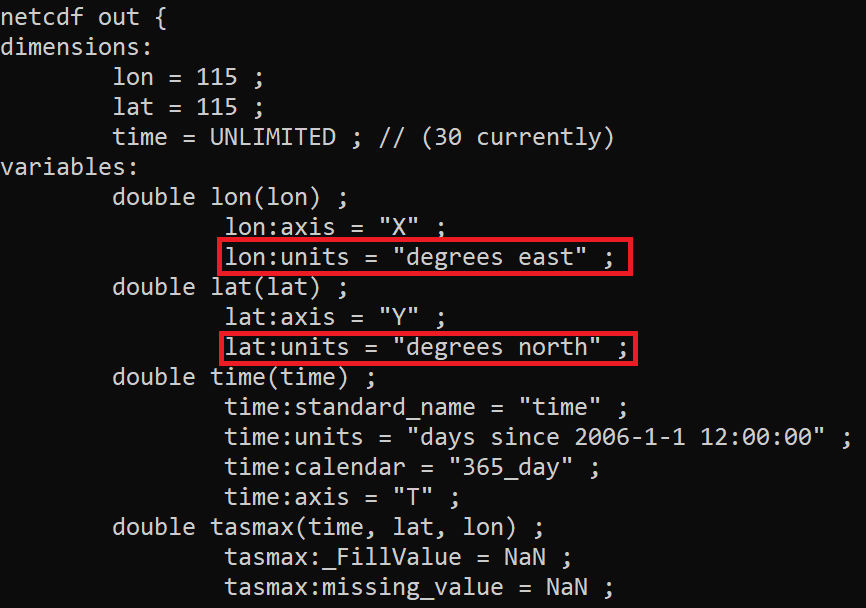 netcdf out {
dimensions:
        lon = 115 ;
        lat = 115 ;
        time = UNLIMITED ; // (30 currently)
variables:
        double lon(lon) ;
                lon:axis = "X" ;
                lon:units = "degrees east" ;
        double lat(lat) ;
                lat:axis = "Y" ;
                lat:units = "degrees north" ;
        double time(time) ;
                time:standard_name = "time" ;
                time:units = "days since 2006-1-1 12:00:00" ;
                time:calendar = "365_day" ;
                time:axis = "T" ;
        double tasmax(time, lat, lon) ;
                tasmax:_FillValue = NaN ;
                tasmax:missing_value = NaN ;